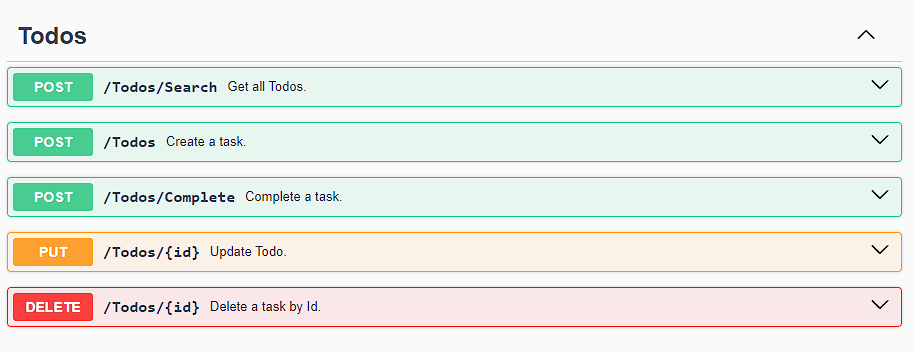 Todos
POST /Todos/Search Get all Todos.
POST /Todos Create a task.
POST /Todos/Complete Complete a task.
PUT /Todos/{id} Update Todo.
DELETE /Todos/{id} Delete a task by Id.